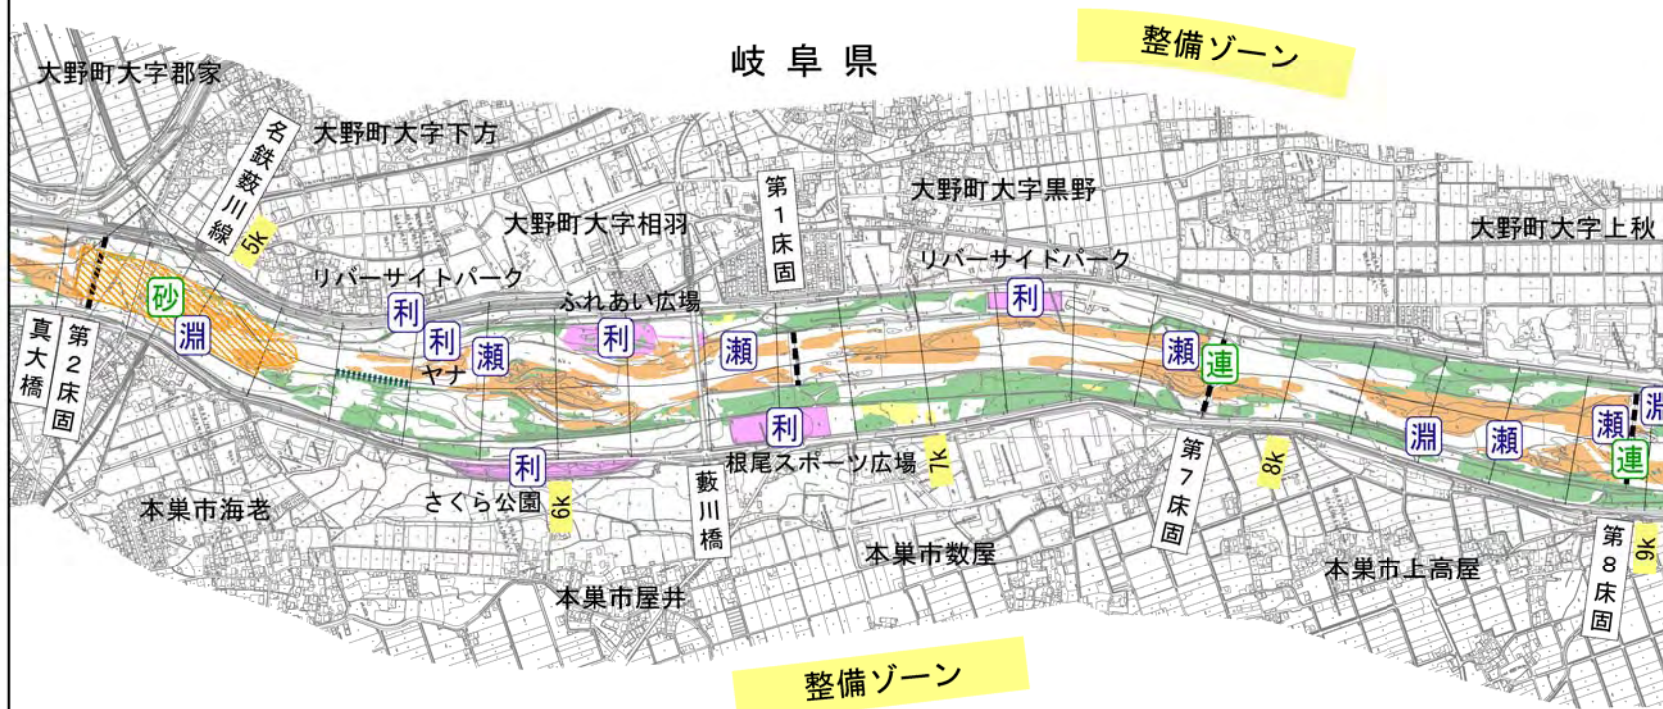 岐阜県
整備ゾーン
大野町大字郡家
名鉄薮川線
大野町大字下方
5k
大野町大字相羽
第1床固
大野町大字黒野
大野町大字上秋
リバーサイトパーク
ふれあい広場
リバーサイドパーク
砂
淵
利
利
瀬
利
瀬
利
瀬
連
ヤナ
真大橋
第2床固
利
さくら公園
6k
藪川橋
利
根尾スポーツ広場
7k
第7床固
8k
淵
瀬
瀬
淵
連
第8床固
9k
本巣市海老
本巣市屋井
本巣市数屋
本巣市上高屋
整備ゾーン